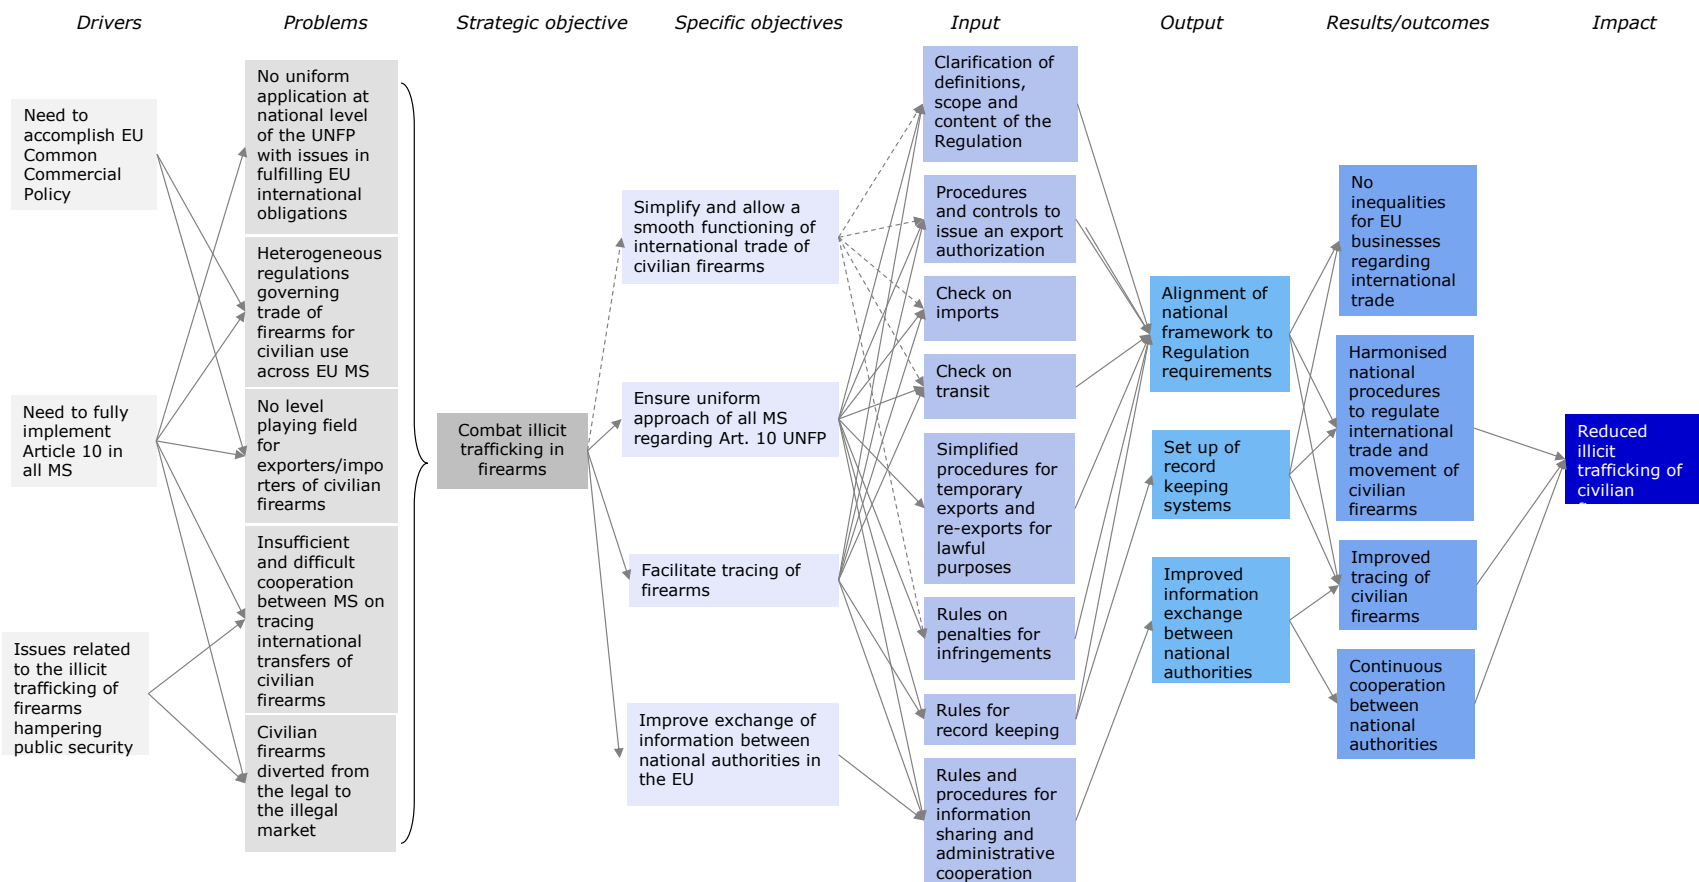 Drivers
Problems
Strategic objective
Specific objectives
Input
Output
Results/outcomes
Impact
Need to
accomplish EU
Common
Commercial
Policy
Need to fully
implement
Article 10 in
all MS
Issues related
to the illicit
trafficking of
firearms
hampering
public security
No uniform
application at
national level
of the UNFP
with issues in
fulfilling EU
international
obligations
Heterogeneous
regulations
governing
trade of
firearms for
civilian use
across EU MS
No level
playing field
for
exporters/impo
rters of civilian
firearms
Insufficient
and difficult
cooperation
between MS on
tracing
international
transfers of
civilian
firearms
Civilian
firearms
diverted from
the legal to
the illegal
market
Combat illicit
trafficking in
firearms
Simplify and allow a
smooth functioning of
international trade of
civilian firearms
Ensure uniform
approach of all MS
regarding Art. 10 UNFP
Facilitate tracing of
firearms
Improve exchange of
information between
national authorities in
the EU
Clarification of
definitions,
scope and
content of the
Regulation
Procedures
and controls to
issue an export
authorization
Check on
imports
Check on
transit
Simplified
procedures for
temporary
exports and
re-exports for
lawful
purposes
Rules on
penalties for
infringements
Rules for
record keeping
Rules and
procedures for
information
sharing and
administrative
cooperation
Alignment of
national
framework to
Regulation
requirements
Set up of
record
keeping
systems
Improved
information
exchange
between
national
authorities
No
inequalities
for EU
businesses
regarding
international
trade
Harmonised
national
procedures
to regulate
international
trade and
movement of
civilian
firearms
Improved
tracing of
civilian
firearms
Continuous
cooperation
between
national
authorities
Reduced
illicit
trafficking of
civilian